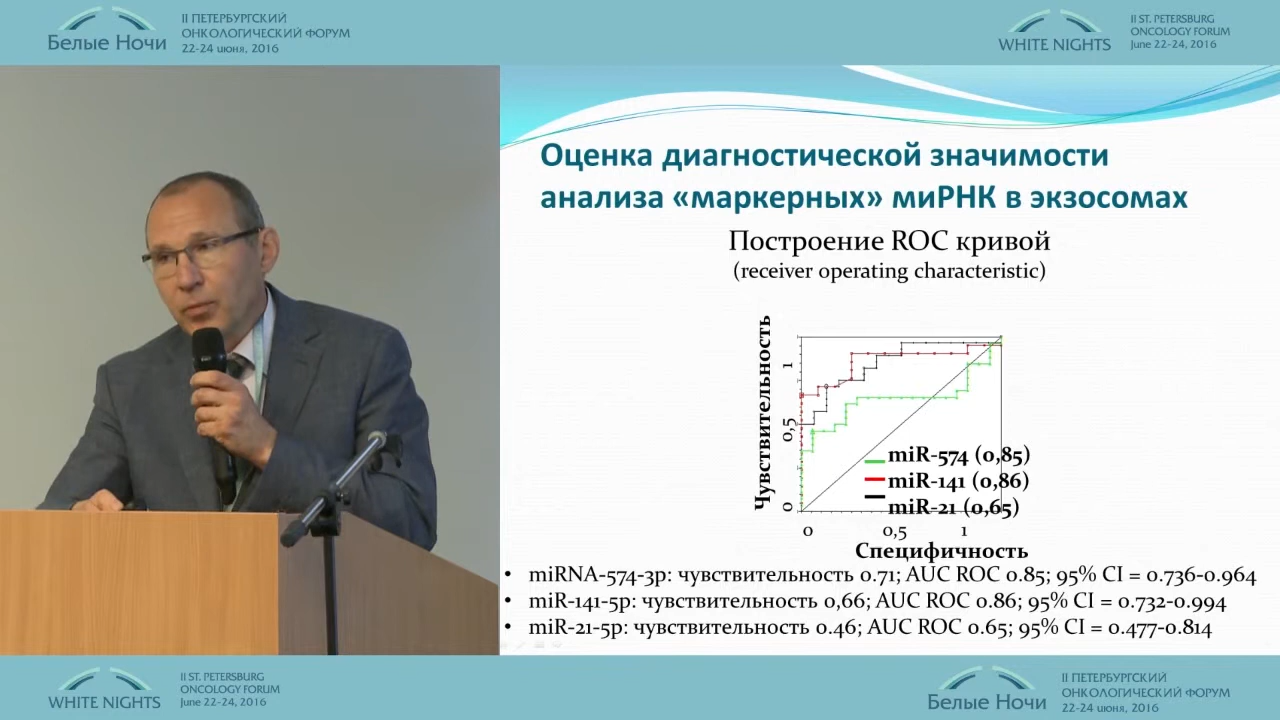 II ПЕТЕРБУРГСКИЙ
ОНКОЛОГИЧЕСКИЙ ФОРУМ
Белые Ночи
22-24 июня, 2016
II ST. PETERSBURG
ONCOLOGY FORUM
WHITE NIGHTS
June 22-24, 2016
Оценка диагностической значимости
анализа «маркерных» миРНК в экзосомах
Построение ROC кривой
(receiver operating characteristic)
Чувствительность
1
0,5
0
miR-574 (0,85)
miR-141 (0,86)
miR-21 (0,65)
0 0,5 1
Специфичность
• miRNA-574-3p: чувствительность 0.71; AUC ROC 0.85; 95% CI = 0.736-0.964
• miR-141-5p: чувствительность 0,66; AUC ROC 0.86; 95% CI = 0.732-0.994
• miR-21-5p: чувствительность 0.46; AUC ROC 0.65; 95% CI = 0.477-0.814
II ST. PETERSBURG
ONCOLOGY FORUM
WHITE NIGHTS
June 22-24, 2016
II ПЕТЕРБУРГСКИЙ
ОНКОЛОГИЧЕСКИЙ ФОРУМ
Белые Ночи
22-24 июня, 2016